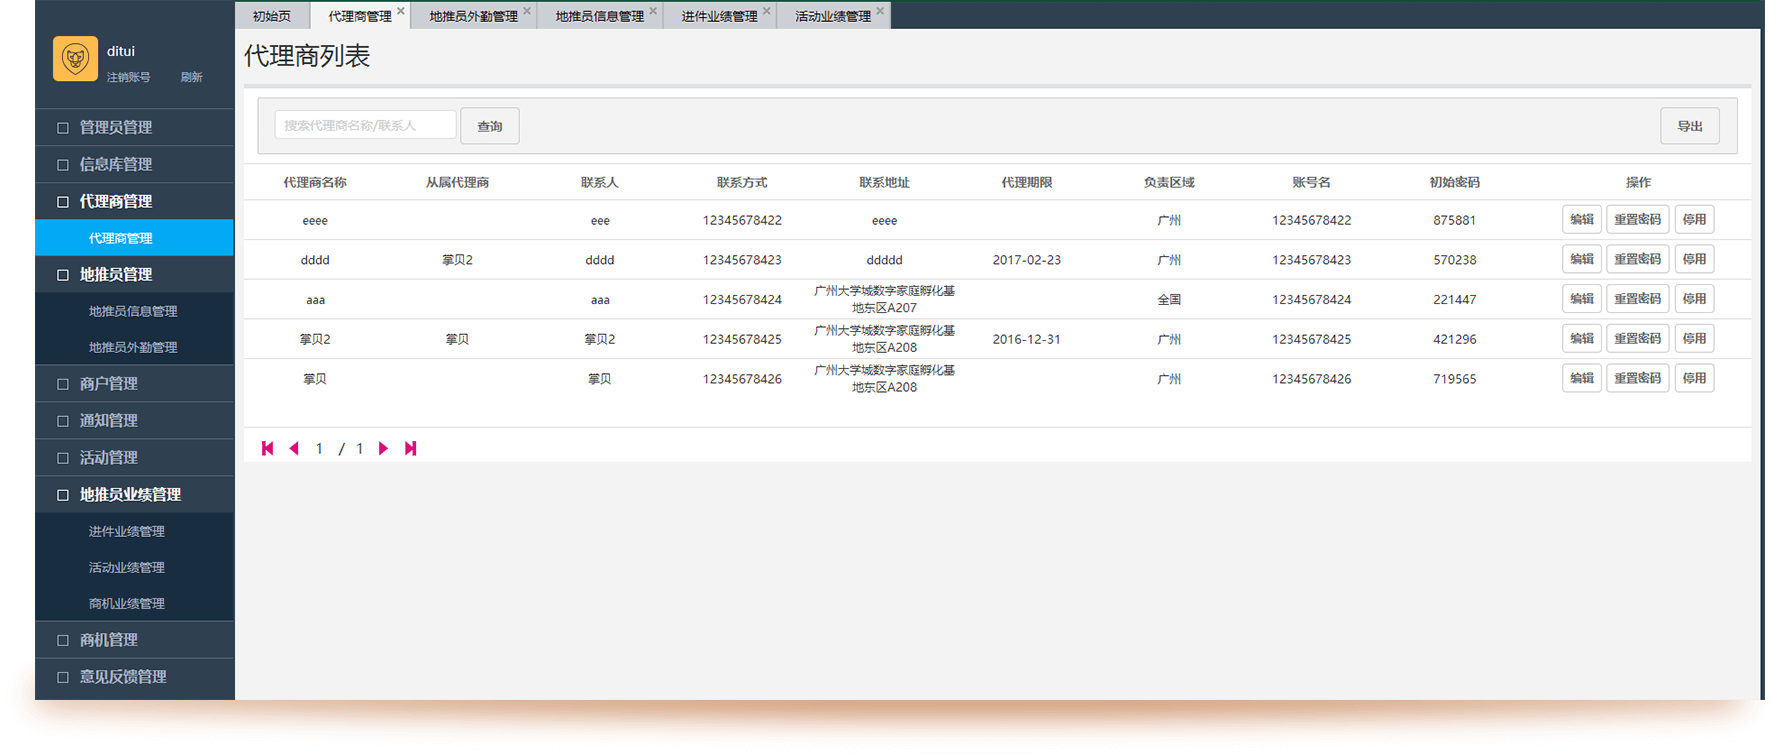 初始页 代理商管理 地推员外勤管理 地推员信息管理 进件业绩管理 活动业绩管理
ditui
注销账号 刷新
管理员管理
信息库管理
代理商管理
代理商管理
地推员管理
地推员信息管理
地推员外勤管理
商户管理
通知管理
活动管理
地推员业绩管理
进件业绩管理
活动业绩管理
商机业绩管理
商机管理
意见反馈管理
代理商列表
搜索代理商名称/联系人 查询 导出
代理商名称 从属代理商 联系人 联系方式 联系地址 代理期限 负责区域 账号名 初始密码 操作
eeee eee 12345678422 eeee 广州 12345678422 875881 编辑 重置密码 停用
dddd 掌贝2 dddd 12345678423 ddddd 2017-02-23 广州 12345678423 570238 编辑 重置密码 停用
aaa aaa 12345678424 广州大学城数字家庭孵化基 全国 12345678424 221447 编辑 重置密码 停用
地东区A207
掌贝2 掌贝 掌贝2 12345678425 广州大学城数字家庭孵化基 2016-12-31 广州 12345678425 421296 编辑 重置密码 停用
地东区A208
掌贝 掌贝 12345678426 广州大学城数字家庭孵化基 广州 12345678426 719565 编辑 重置密码 停用
地东区A208
1 / 1